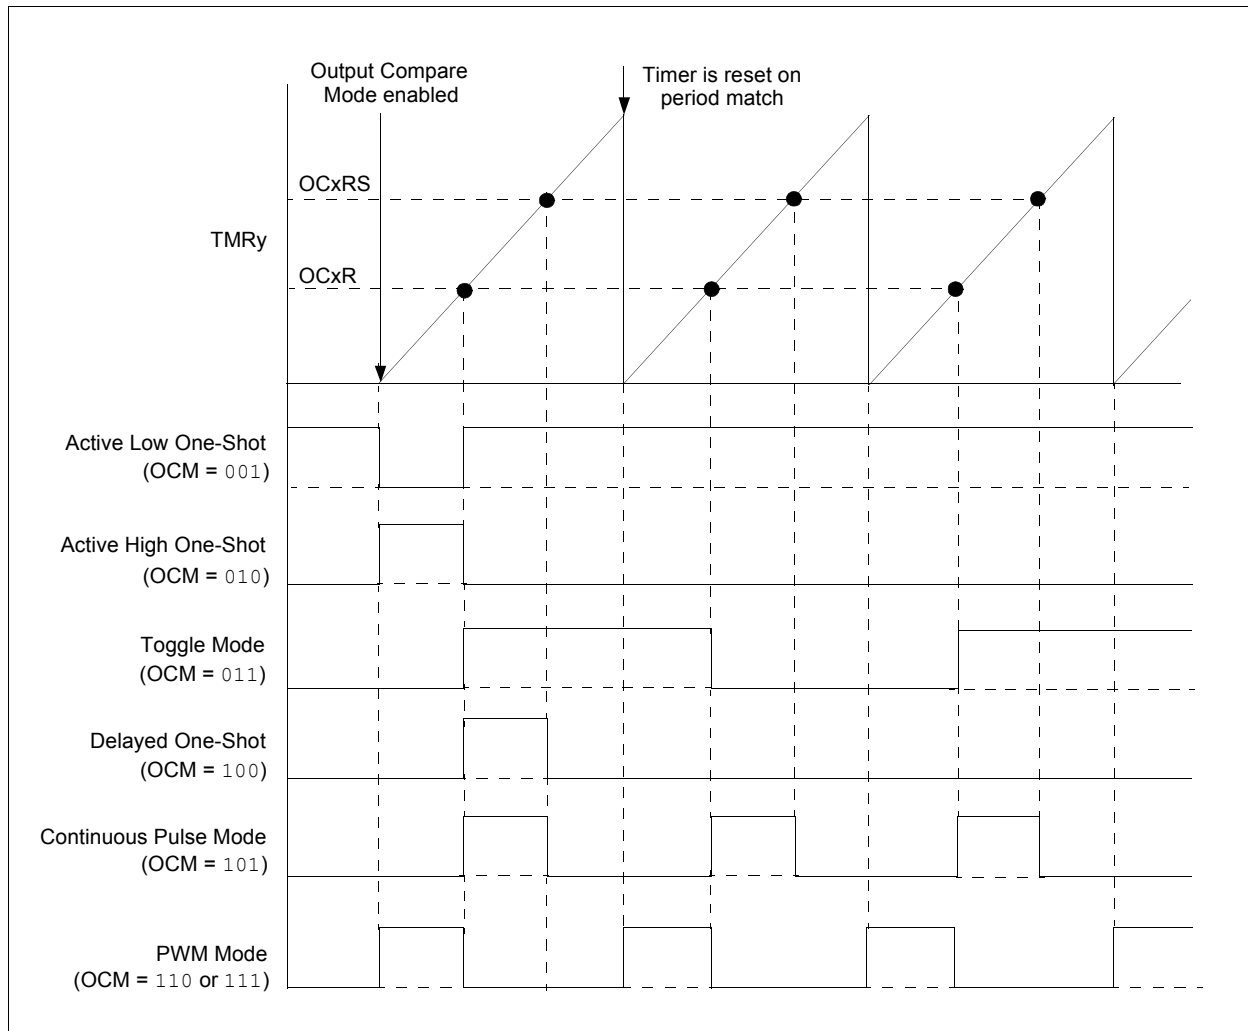 Output Compare
Mode enabled
Timer is reset on
period match
OCxRS
TMRy
OCxR
Active Low One-Shot
(OCM = 001)
Active High One-Shot
(OCM = 010)
Toggle Mode
(OCM = 011)
Delayed One-Shot
(OCM = 100)
Continuous Pulse Mode
(OCM = 101)
PWM Mode
(OCM = 110 or 111)